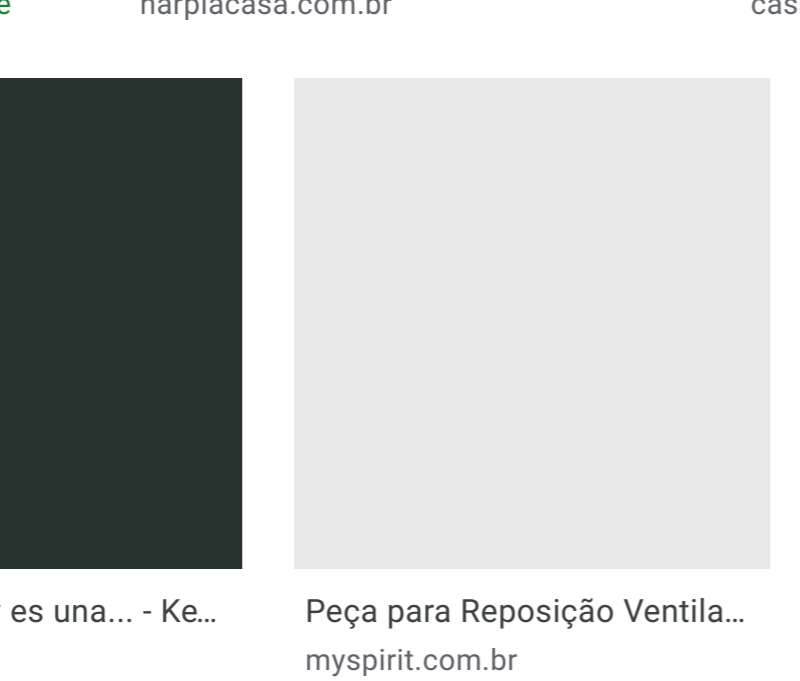 harpiacasa.com.br
es una... - Ke...
Peça para Reposição Ventila...
myspirit.com.br